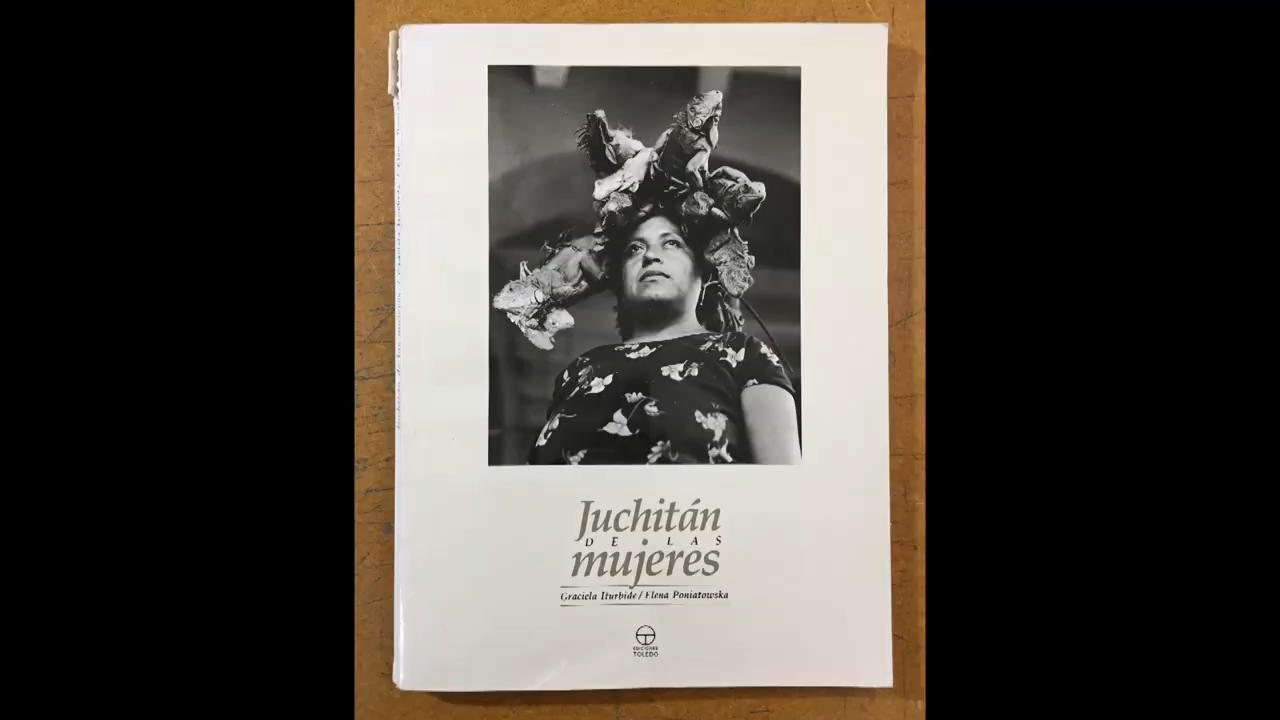 Juchitán
DE LAS
mujeres
Graciela Iturbide / Elena Poniatowska
EDICIONES
TOLEDO